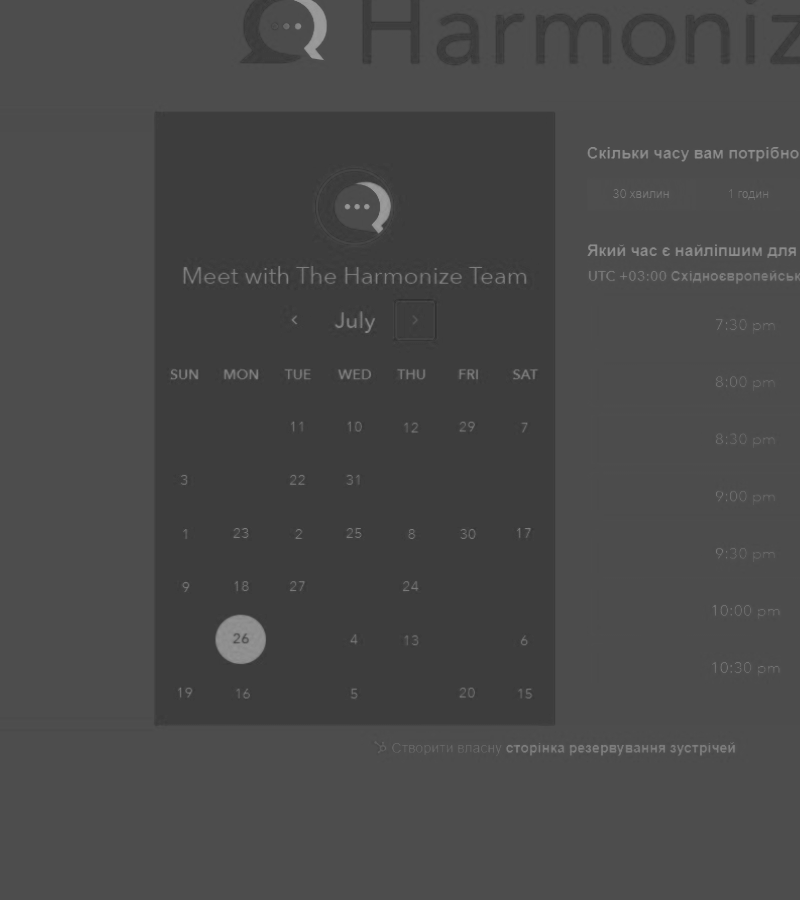 Harmoniz
Meet with The Harmonize Team
‹ July ›
SUN MON TUE WED THU FRI SAT
11 10 12 29 7
3 22 31
1 23 2 25 8 30 17
9 18 27 24
26 4 13 6
19 16 5 20 15
Скільки часу вам потрібно
30 хвилин 1 годин
Який час є найліпшим для
UTC +03:00 Східноєвропейськ
7:30 pm
8:00 pm
8:30 pm
9:00 pm
9:30 pm
10:00 pm
10:30 pm
Створити власну сторінка резервування зустрічей